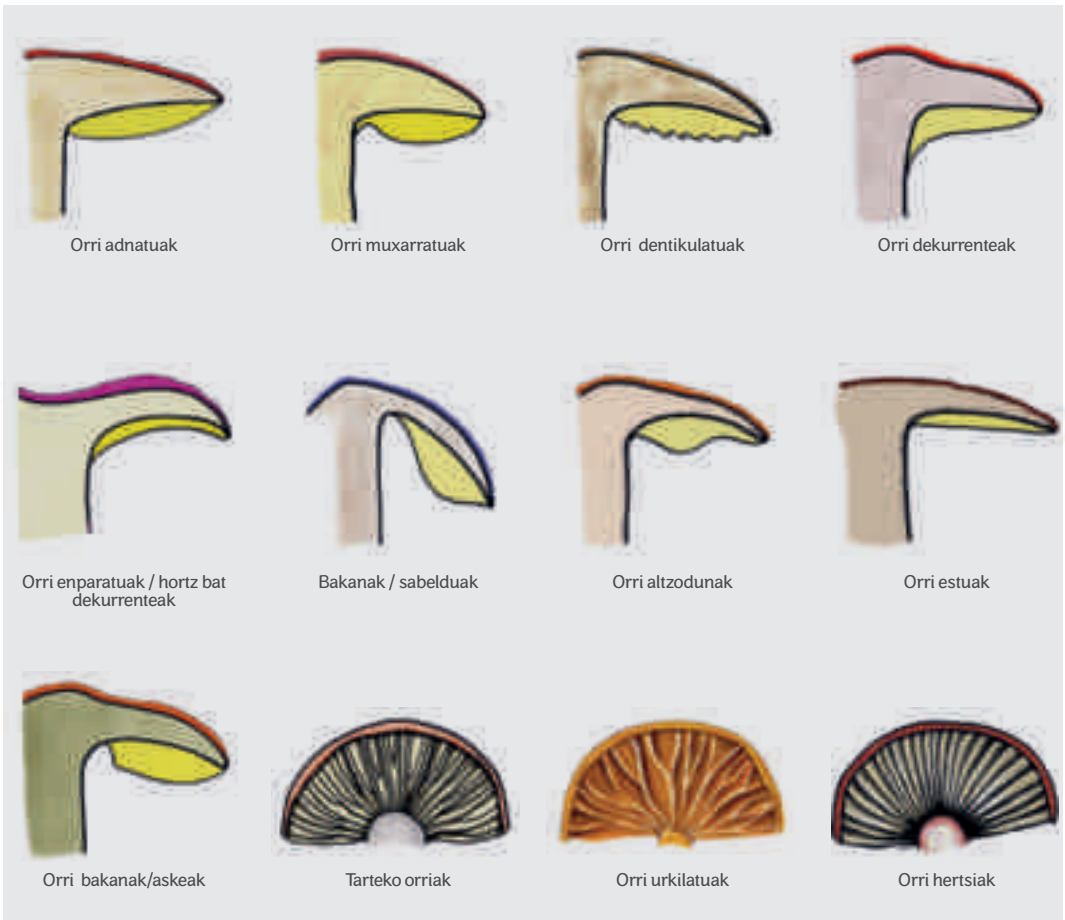 Orri adnatuak
Orri muxarratuak
Orri dentikulatuak
Orri dekurrenteak
Orri enparatuak / hortz bat
dekurrenteak
Bakanak / sabelduak
Orri altzodunak
Orri estuak
Orri bakanak/askeak
Tarteko orriak
Orri urkilatuak
Orri hertsiak